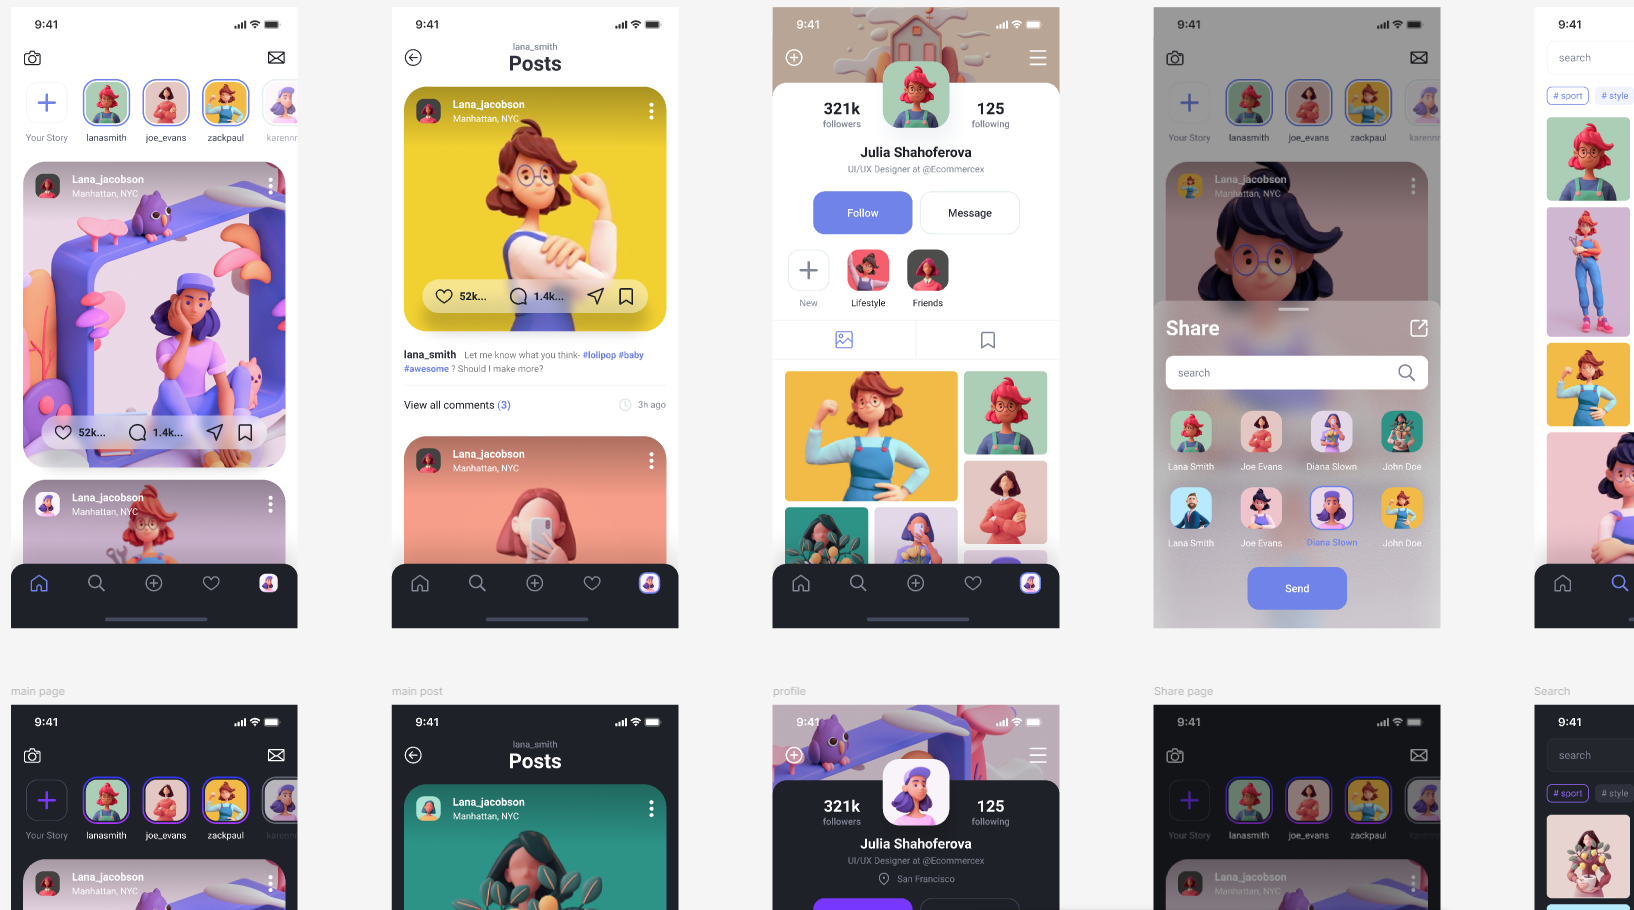 9:41
Your Story
lanasmith
joe_evans
zackpaul
karennn
Lana_jacobson
Manhattan, NYC
52k...
1.4k...
Lana_jacobson
Manhattan, NYC
9:41
lana_smith
Posts
Lana_jacobson
Manhattan, NYC
52k...
1.4k...
lana_smith Let me know what you think- #lolipop #baby
#awesome ? Should I make more?
View all comments (3)
3h ago
Lana_jacobson
Manhattan, NYC
9:41
321k
followers
125
following
Julia Shahoferova
UI/UX Designer at @Ecommercex
Follow
Message
New
Lifestyle
Friends
9:41
Your Story
lanasmith
joe_evans
zackpaul
karennn
Lana_jacobson
Manhattan, NYC
Share
search
Lana Smith
Joe Evans
Diana Slown
John Doe
Lana Smith
Joe Evans
Diana Slown
John Doe
Send
9:41
search
# sport
# style
main page
9:41
Your Story
lanasmith
joe_evans
zackpaul
karennn
Lana_jacobson
Manhattan, NYC
main post
9:41
lana_smith
Posts
Lana_jacobson
Manhattan, NYC
profile
9:41
321k
followers
125
following
Julia Shahoferova
UI/UX Designer at @Ecommercex
San Francisco
Share page
9:41
Your Story
lanasmith
joe_evans
zackpaul
karennn
Lana_jacobson
Manhattan, NYC
Search
9:41
search
# sport
# style